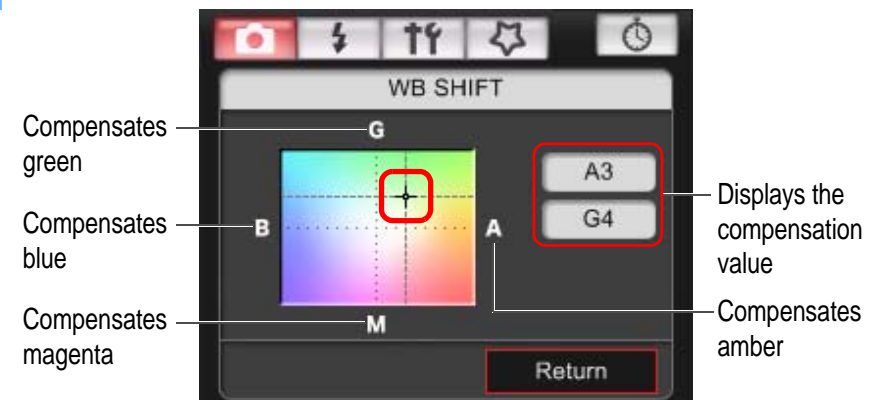 WB SHIFT
Compensates
green
G
A3
G4
Displays the
compensation
value
Compensates
blue
B
A
Compensates
magenta
M
Compensates
amber
Return